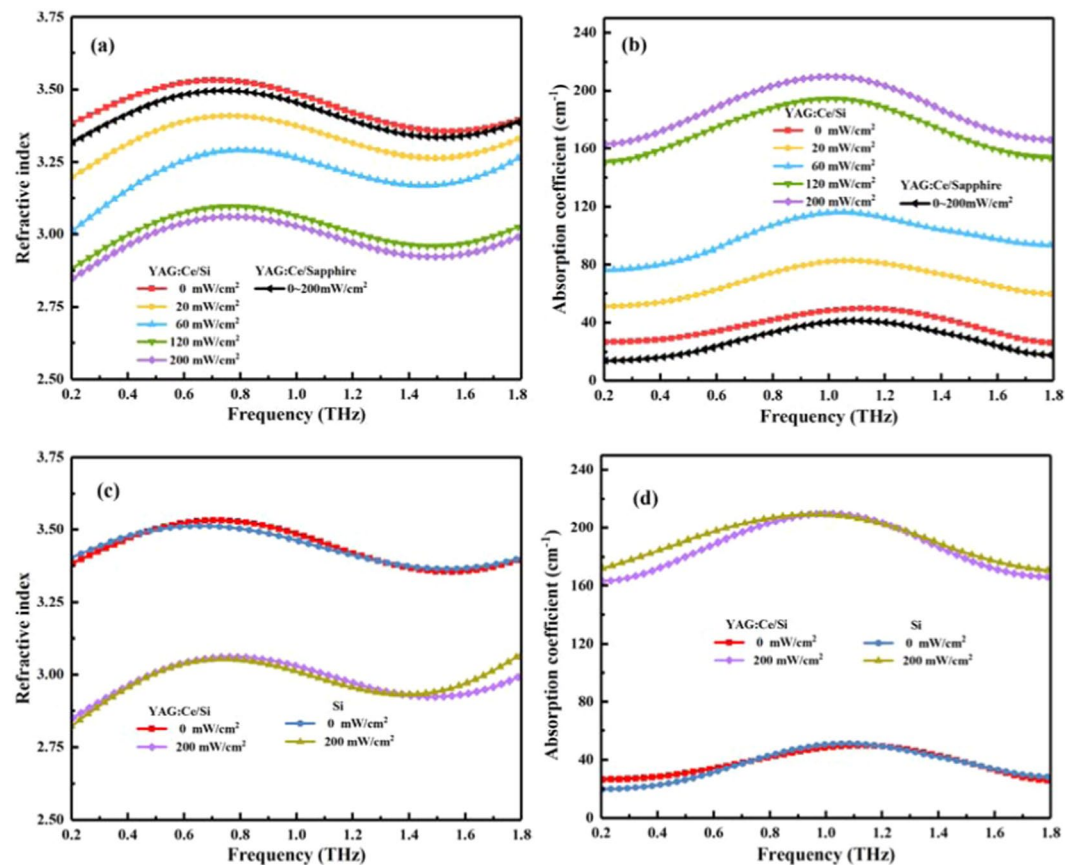 (a)
3.75
3.50
3.25
3.00
2.75
2.50
Refractive index
YAG:Ce/Si YAG:Ce/Sapphire
0 mW/cm² 0~200mW/cm²
20 mW/cm²
60 mW/cm²
120 mW/cm²
200 mW/cm²
0.2 0.4 0.6 0.8 1.0 1.2 1.4 1.6 1.8
Frequency (THz)
(b)
240
200
160
120
80
40
0
Absorption coefficient (cm⁻¹)
YAG:Ce/Si
0 mW/cm²
20 mW/cm²
60 mW/cm²
120 mW/cm² YAG:Ce/Sapphire
200 mW/cm² 0~200mW/cm²
0.2 0.4 0.6 0.8 1.0 1.2 1.4 1.6 1.8
Frequency (THz)
(c)
3.75
3.50
3.25
3.00
2.75
2.50
Refractive index
YAG:Ce/Si Si
0 mW/cm² 0 mW/cm²
200 mW/cm² 200 mW/cm²
0.2 0.4 0.6 0.8 1.0 1.2 1.4 1.6 1.8
Frequency (THz)
(d)
240
200
160
120
80
40
0
Absorption coefficient (cm⁻¹)
YAG:Ce/Si Si
0 mW/cm² 0 mW/cm²
200 mW/cm² 200 mW/cm²
0.2 0.4 0.6 0.8 1.0 1.2 1.4 1.6 1.8
Frequency (THz)